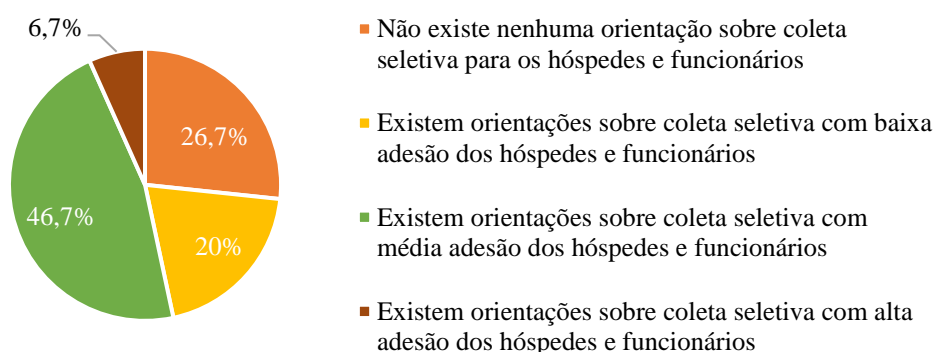 6,7%
26,7%
20%
46,7%
Não existe nenhuma orientação sobre coleta
seletiva para os hóspedes e funcionários
Existem orientações sobre coleta seletiva com baixa
adesão dos hóspedes e funcionários
Existem orientações sobre coleta seletiva com
média adesão dos hóspedes e funcionários
Existem orientações sobre coleta seletiva com alta
adesão dos hóspedes e funcionários